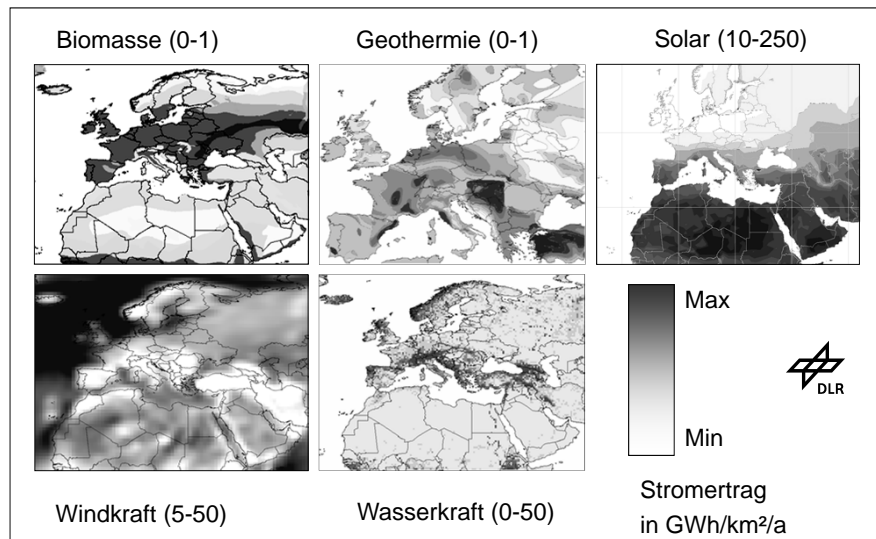 Biomasse (0-1)
Geothermie (0-1)
Solar (10-250)
Max
DLR
Min
Windkraft (5-50)
Wasserkraft (0-50)
Stromertrag
in GWh/km²/a